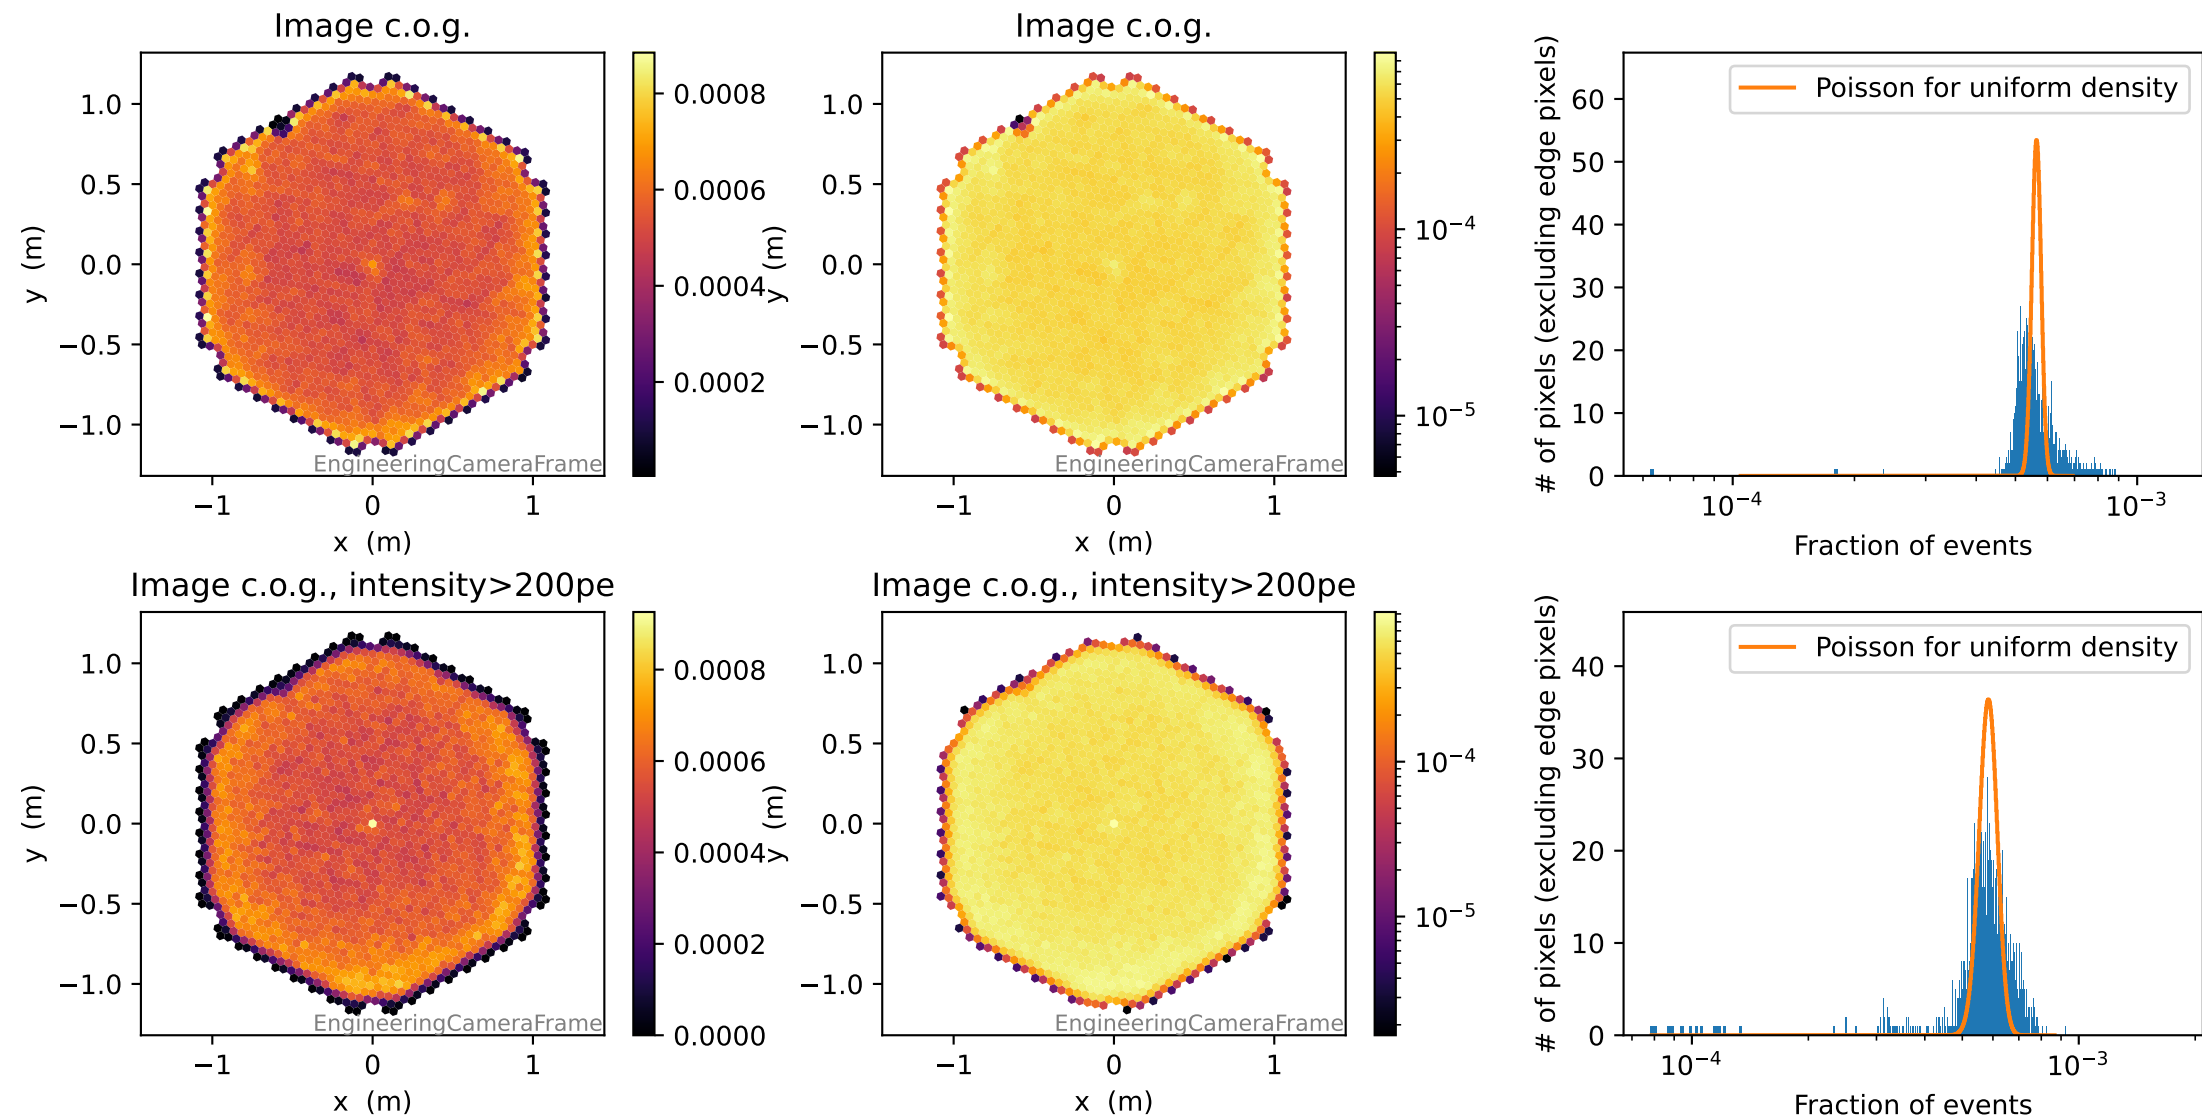 Image c.o.g.
1.0
0.5
0.0
−0.5
−1.0
y (m)
−1
0
1
x (m)
EngineeringCameraFrame
0.0008
0.0006
0.0004
0.0002
Image c.o.g.
1.0
0.5
0.0
−0.5
−1.0
y (m)
−1
0
1
x (m)
EngineeringCameraFrame
10⁻⁴
10⁻⁵
# of pixels (excluding edge pixels)
60
50
40
30
20
10
0
Poisson for uniform density
10⁻⁴
10⁻³
Fraction of events
Image c.o.g., intensity>200pe
1.0
0.5
0.0
−0.5
−1.0
y (m)
−1
0
1
x (m)
EngineeringCameraFrame
0.0008
0.0006
0.0004
0.0002
0.0000
Image c.o.g., intensity>200pe
1.0
0.5
0.0
−0.5
−1.0
y (m)
−1
0
1
x (m)
EngineeringCameraFrame
10⁻⁴
10⁻⁵
# of pixels (excluding edge pixels)
40
30
20
10
0
Poisson for uniform density
10⁻⁴
10⁻³
Fraction of events